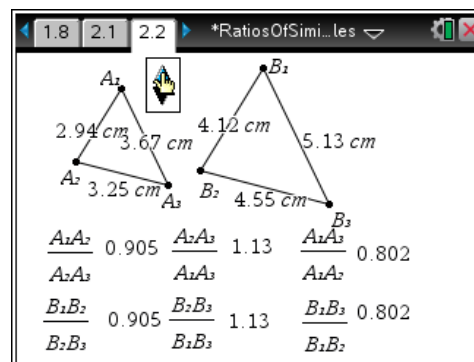 1.8 2.1 2.2 *RatiosOfSimi...les
A₁ B₁
2.94 cm 3.67 cm 4.12 cm 5.13 cm
A₂ 3.25 cm A₃ B₂ 4.55 cm B₃
A₁A₂/A₂A₃ 0.905 A₂A₃/A₁A₃ 1.13 A₁A₃/A₁A₂ 0.802
B₁B₂/B₂B₃ 0.905 B₂B₃/B₁B₃ 1.13 B₁B₃/B₁B₂ 0.802